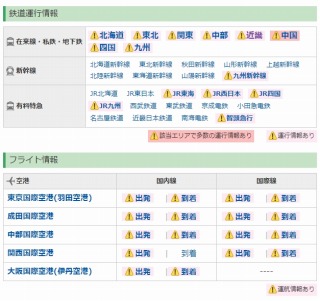 鉄道運行情報
在来線・私鉄・地下鉄
北海道 東北 関東 中部 近畿 中国
四国 九州
新幹線
北海道新幹線 東北新幹線 秋田新幹線 山形新幹線 上越新幹線
北陸新幹線 東海道新幹線 山陽新幹線 九州新幹線
有料特急
JR北海道 JR東日本 JR東海 JR西日本 JR四国
JR九州 西武鉄道 東武鉄道 京成電鉄 小田急電鉄
名古屋鉄道 近畿日本鉄道 南海電鉄 智頭急行
該当エリアで多数の運行情報あり 運行情報あり
フライト情報
空港 国内線 国際線
東京国際空港(羽田空港) 出発 | 到着 出発 | 到着
成田国際空港 出発 | 到着 出発 | 到着
中部国際空港 出発 | 到着 出発 | 到着
関西国際空港 出発 | 到着 出発 | 到着
大阪国際空港(伊丹空港) 出発 | 到着 ----
運航情報あり